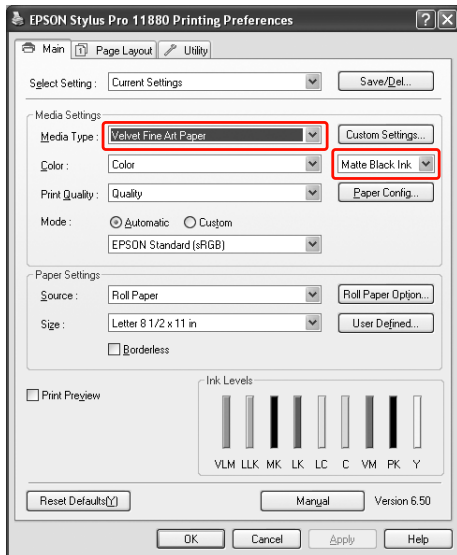 EPSON Stylus Pro 11880 Printing Preferences
Main Page Layout Utility
Select Setting : Current Settings Save/Del...
Media Settings
Media Type : Velvet Fine Art Paper Custom Settings...
Color : Color Matte Black Ink
Print Quality : Quality Paper Config...
Mode : Automatic Custom
EPSON Standard (sRGB)
Paper Settings
Source : Roll Paper Roll Paper Option...
Size : Letter 8 1/2 x 11 in User Defined...
Borderless
Print Preview
Ink Levels
VLM LLK MK LK LC C VM PK Y
Reset Defaults(Y) Manual Version 6.50
OK Cancel Apply Help